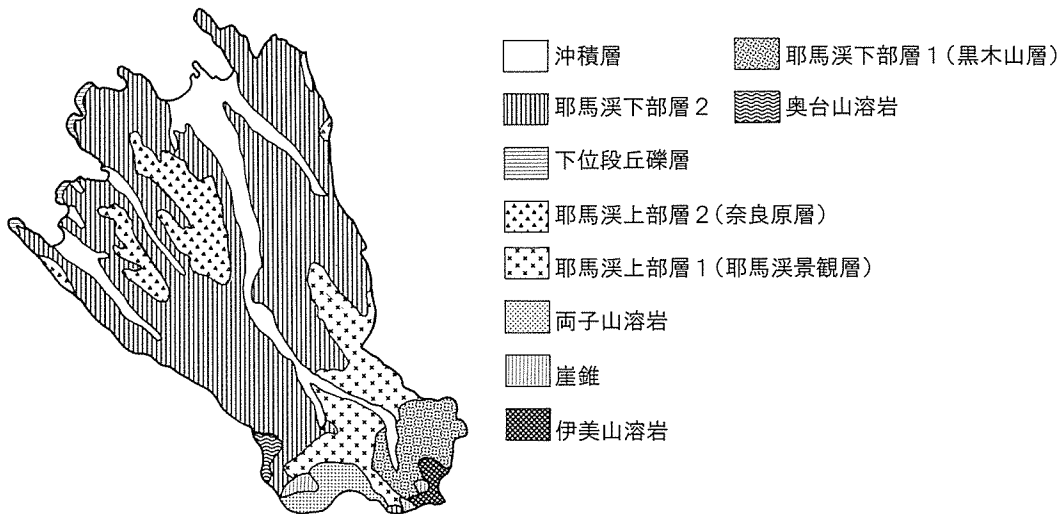 沖積層
耶馬渓下部層2
下位段丘礫層
耶馬渓上部層2(奈良原層)
耶馬渓上部層1(耶馬渓景観層)
両子山溶岩
崖錐
伊美山溶岩
耶馬渓下部層1(黒木山層)
奥台山溶岩